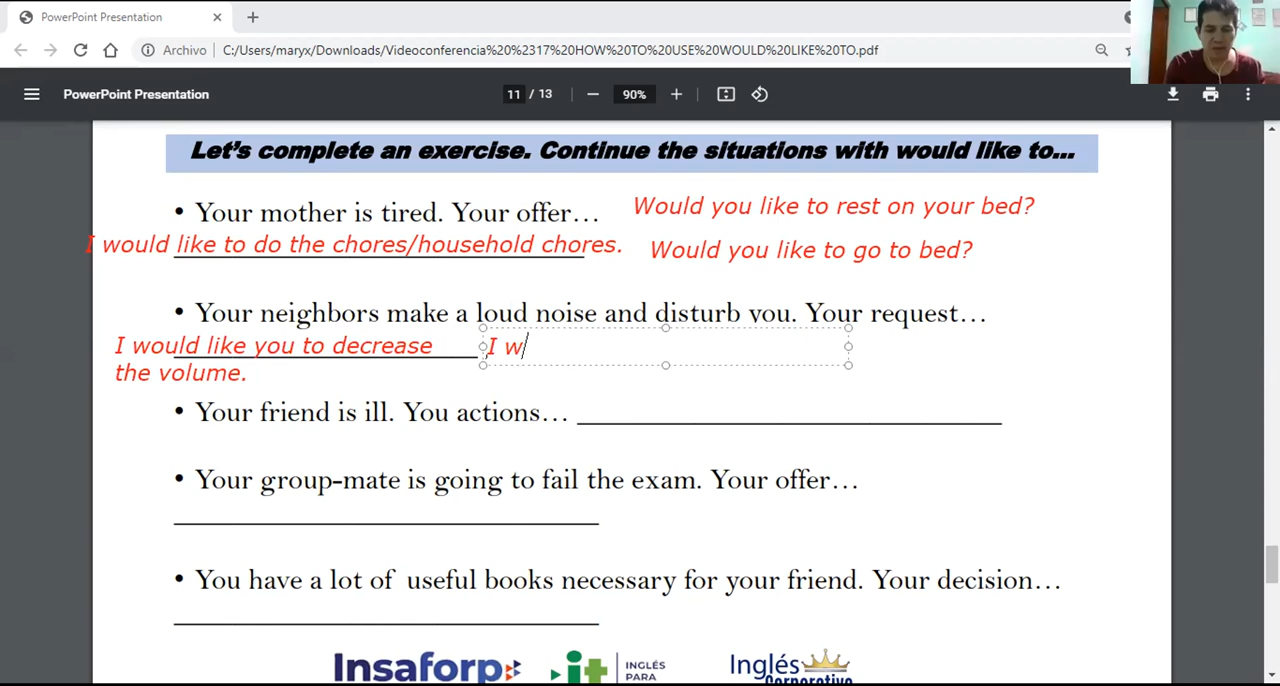 PowerPoint Presentation
Archivo | C:/Users/maryx/Downloads/Videoconferencia%20%2317%20HOW%20TO%20USE%20WOULD%20LIKE%20TO.pdf
PowerPoint Presentation 11 / 13 90%
Let's complete an exercise. Continue the situations with would like to...
• Your mother is tired. Your offer… Would you like to rest on your bed?
I would like to do the chores/household chores. Would you like to go to bed?
• Your neighbors make a loud noise and disturb you. Your request…
I would like you to decrease I w
the volume.
• Your friend is ill. You actions…
• Your group-mate is going to fail the exam. Your offer…
• You have a lot of useful books necessary for your friend. Your decision…
Insaforp it INGLÉS PARA Inglés Corporativo